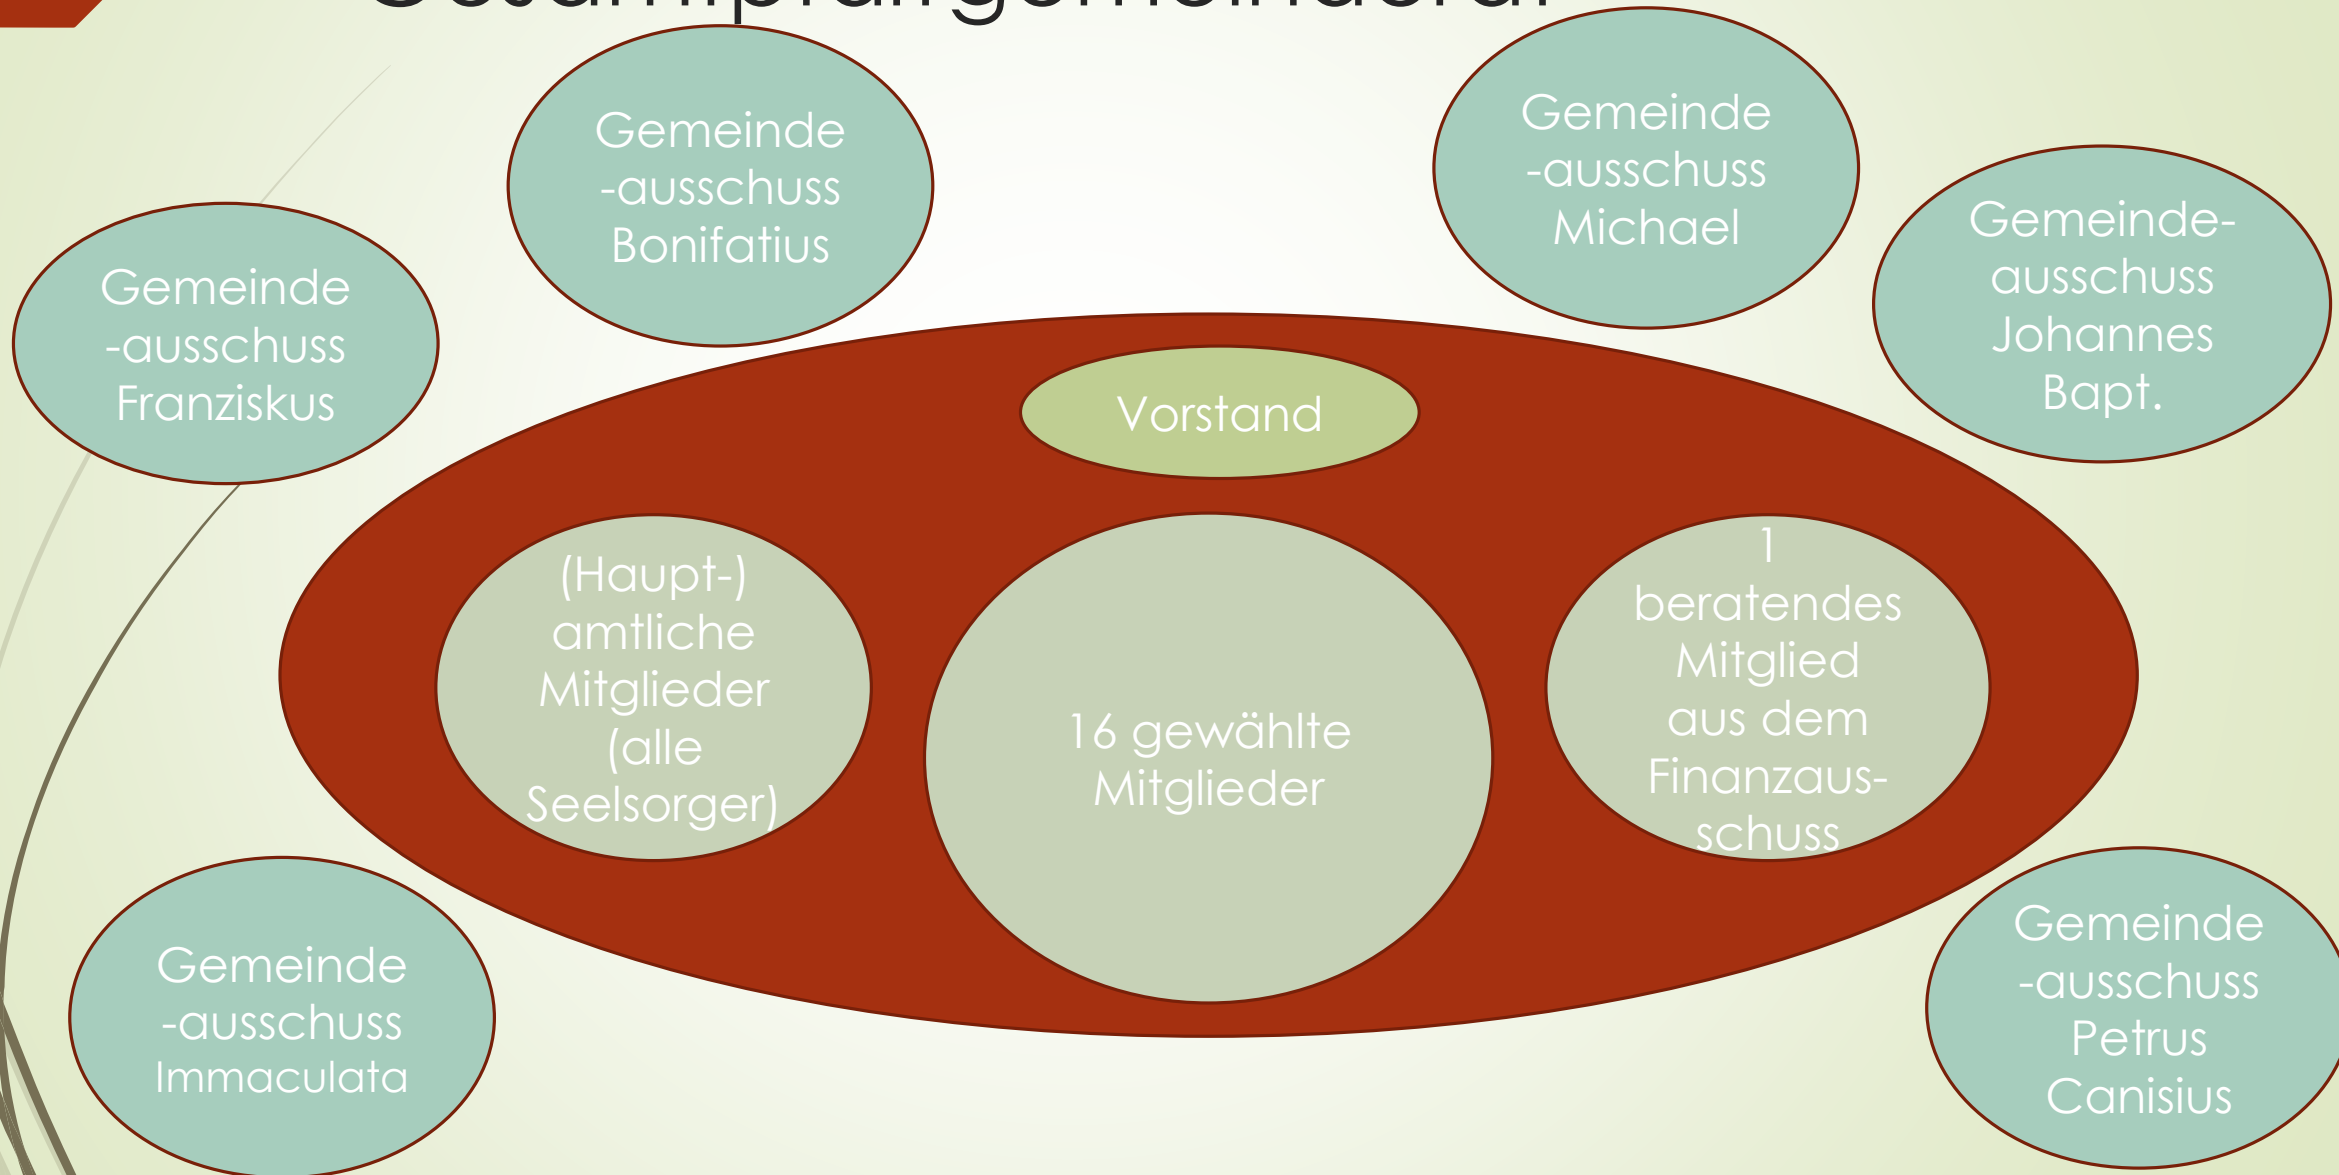 Gesamtpfarrgemeinderat
Gemeinde
-ausschuss
Bonifatius
Gemeinde
-ausschuss
Michael
Gemeinde-
ausschuss
Johannes
Bapt.
Gemeinde
-ausschuss
Franziskus
Vorstand
(Haupt-)
amtliche
Mitglieder
(alle
Seelsorger)
16 gewählte
Mitglieder
1
beratendes
Mitglied
aus dem
Finanzaus-
schuss
Gemeinde
-ausschuss
Immaculata
Gemeinde
-ausschuss
Petrus
Canisius